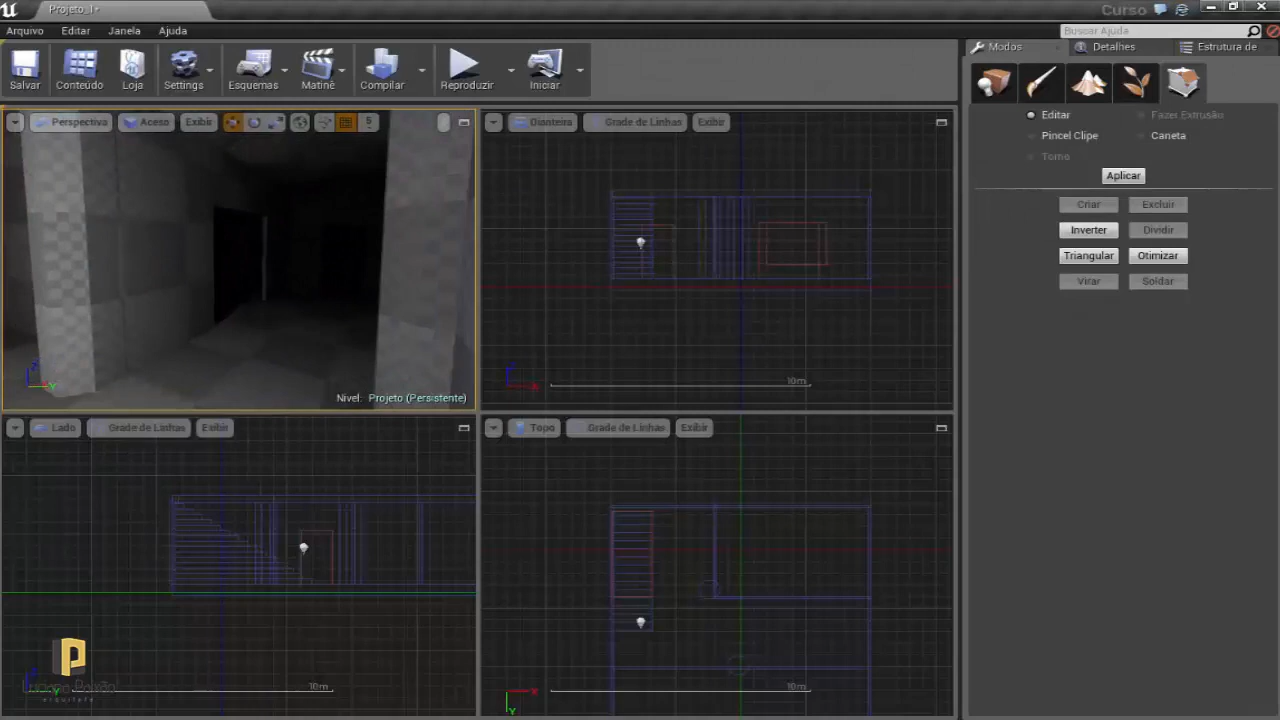 Projeto_1*
Curso
Arquivo Editar Janela Ajuda
Buscar Ajuda
Salvar Conteúdo Loja Settings Esquemas Matinê Compilar Reproduzir Iniciar
Modos Detalhes Estrutura de
Perspectiva Aceso Exibir 5
Dianteira Grade de Linhas Exibir
Editar Fazer Extrusão
Pincel Clipe Caneta
Torno
Aplicar
Criar Excluir
Inverter Dividir
Triangular Otimizar
Virar Soldar
Z
Y
Nível: Projeto (Persistente)
X
10m
Lado Grade de Linhas Exibir
Topo Grade de Linhas Exibir
Y
10m
arquiteto
X
Y
10m